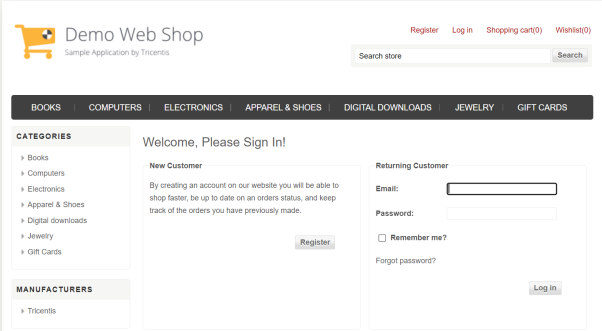 Demo Web Shop
Sample Application by Tricentis
Register Log in Shopping cart(0) Wishlist(0)
Search store Search
BOOKS COMPUTERS ELECTRONICS APPAREL & SHOES DIGITAL DOWNLOADS JEWELRY GIFT CARDS
CATEGORIES
Books
Computers
Electronics
Apparel & Shoes
Digital downloads
Jewelry
Gift Cards
MANUFACTURERS
Tricentis
Welcome, Please Sign In!
New Customer
By creating an account on our website you will be able to
shop faster, be up to date on an orders status, and keep
track of the orders you have previously made.
Register
Returning Customer
Email:
Password:
Remember me?
Forgot password?
Log in